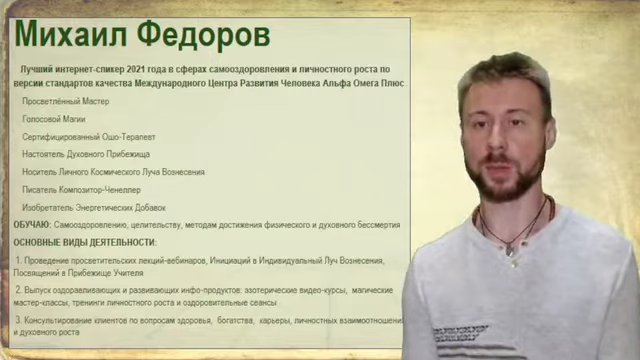 Михаил Федоров
Лучший интернет-спикер 2021 года в сферах самооздоровления и личностного роста по
версии стандартов качества Международного Центра Развития Человека Альфа Омега Плюс
Просветлённый Мастер
Голосовой Магии
Сертифицированный Ошо-Терапевт
Настоятель Духовного Прибежища
Носитель Личного Космического Луча Вознесения
Писатель Композитор-Ченеллер
Изобретатель Энергетических Добавок
ОБУЧАЮ: Самооздоровлению, целительству, методам достижения физического и духовного бессмертия
ОСНОВНЫЕ ВИДЫ ДЕЯТЕЛЬНОСТИ:
1. Проведение просветительских лекций-вебинаров, Инициаций в Индивидуальный Луч Вознесения,
Посвящений в Прибежище Учителя
2. Выпуск оздоравливающих и развивающих инфо-продуктов: эзотерические видео-курсы, магические
мастер-классы, тренинги личностного роста и оздоровительные сеансы
3. Консультирование клиентов по вопросам здоровья, богатства, карьеры, личностных взаимоотношени
и духовного роста